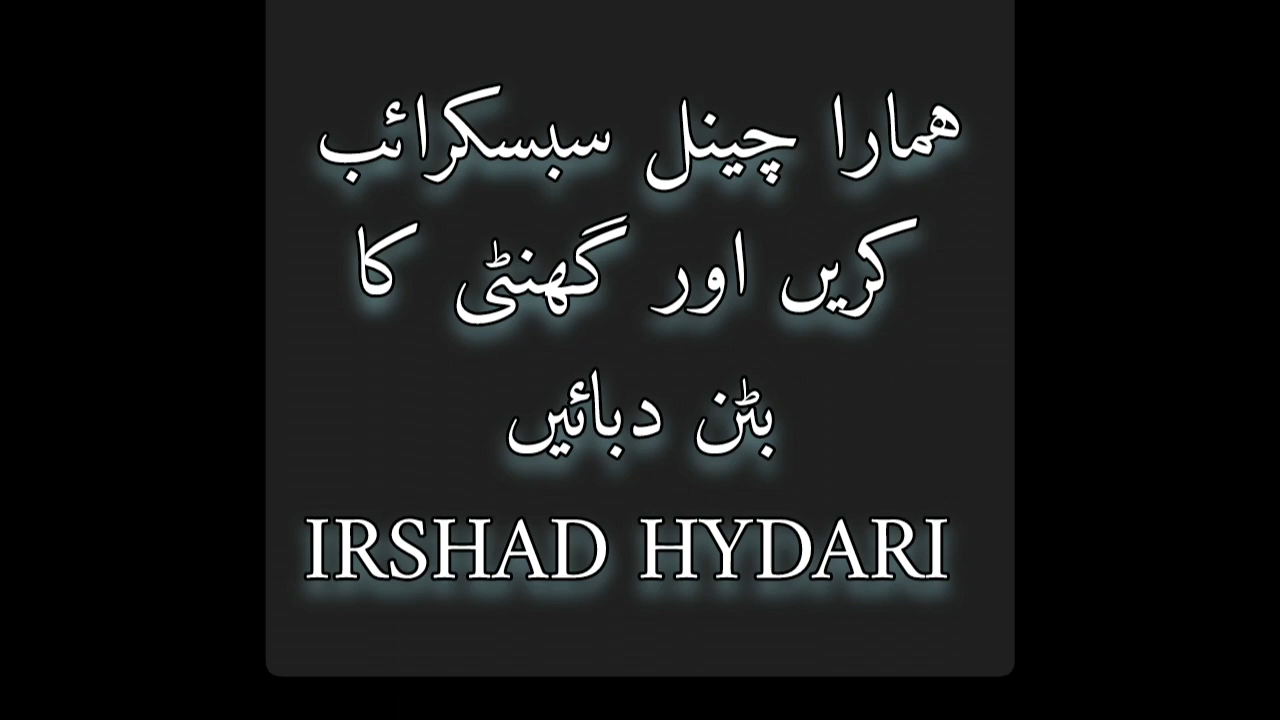 ہمارا چینل سبسکرائب
کریں اور گھنٹی کا
بٹن دبائیں
IRSHAD HYDARI